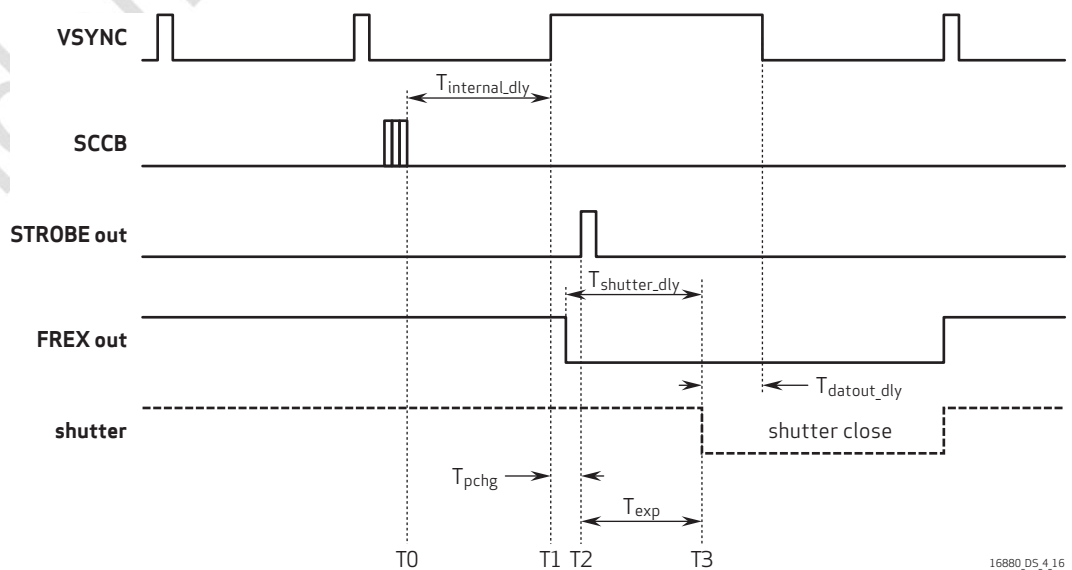 VSYNC
Tinternal_dly
SCCB
STROBE out
Tshutter_dly
FREX out
Tdatout_dly
shutter
shutter close
Tpchg
Texp
T0 T1 T2 T3
16880_DS_4_16